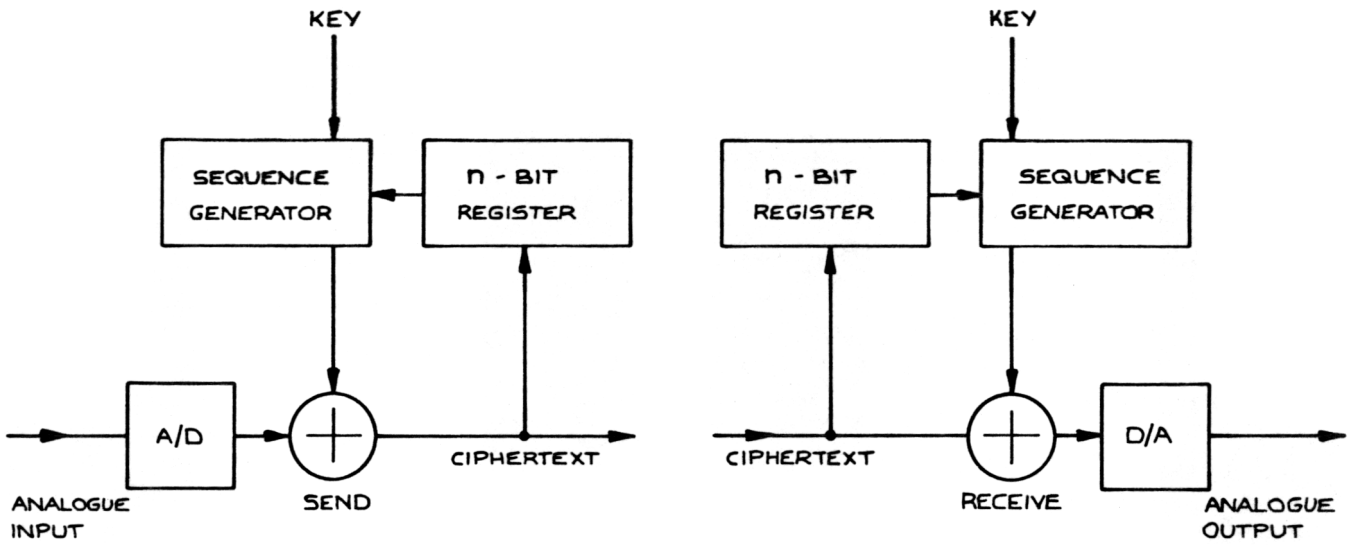 KEY
SEQUENCE
GENERATOR
n - BIT
REGISTER
A/D
CIPHERTEXT
SEND
ANALOGUE
INPUT
KEY
n - BIT
REGISTER
SEQUENCE
GENERATOR
CIPHERTEXT
D/A
RECEIVE
ANALOGUE
OUTPUT